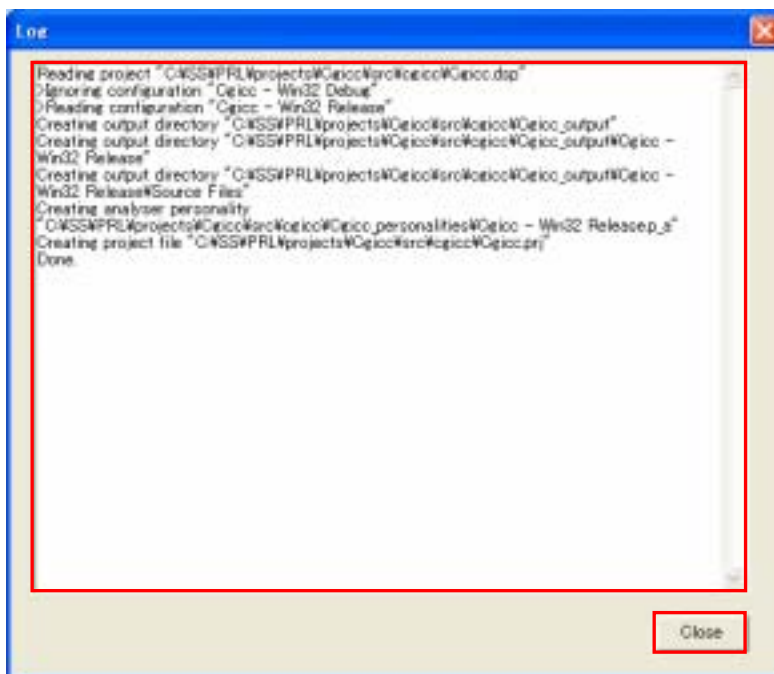 Log
Reading project "C:¥SS¥PRL¥projects¥Cgicc¥src¥cgicc¥Cgicc.dsp"
>Ignoring configuration "Cgicc - Win32 Debug"
>Reading configuration "Cgicc - Win32 Release"
Creating output directory "C:¥SS¥PRL¥projects¥Cgicc¥src¥cgicc¥Cgicc_output"
Creating output directory "C:¥SS¥PRL¥projects¥Cgicc¥src¥cgicc¥Cgicc_output¥Cgicc -
Win32 Release"
Creating output directory "C:¥SS¥PRL¥projects¥Cgicc¥src¥cgicc¥Cgicc_output¥Cgicc -
Win32 Release¥Source Files"
Creating analyser personality
"C:¥SS¥PRL¥projects¥Cgicc¥src¥cgicc¥Cgicc_personalities¥Cgicc - Win32 Release.p_a"
Creating project file "C:¥SS¥PRL¥projects¥Cgicc¥src¥cgicc¥Cgicc.prj"
Done.
Close